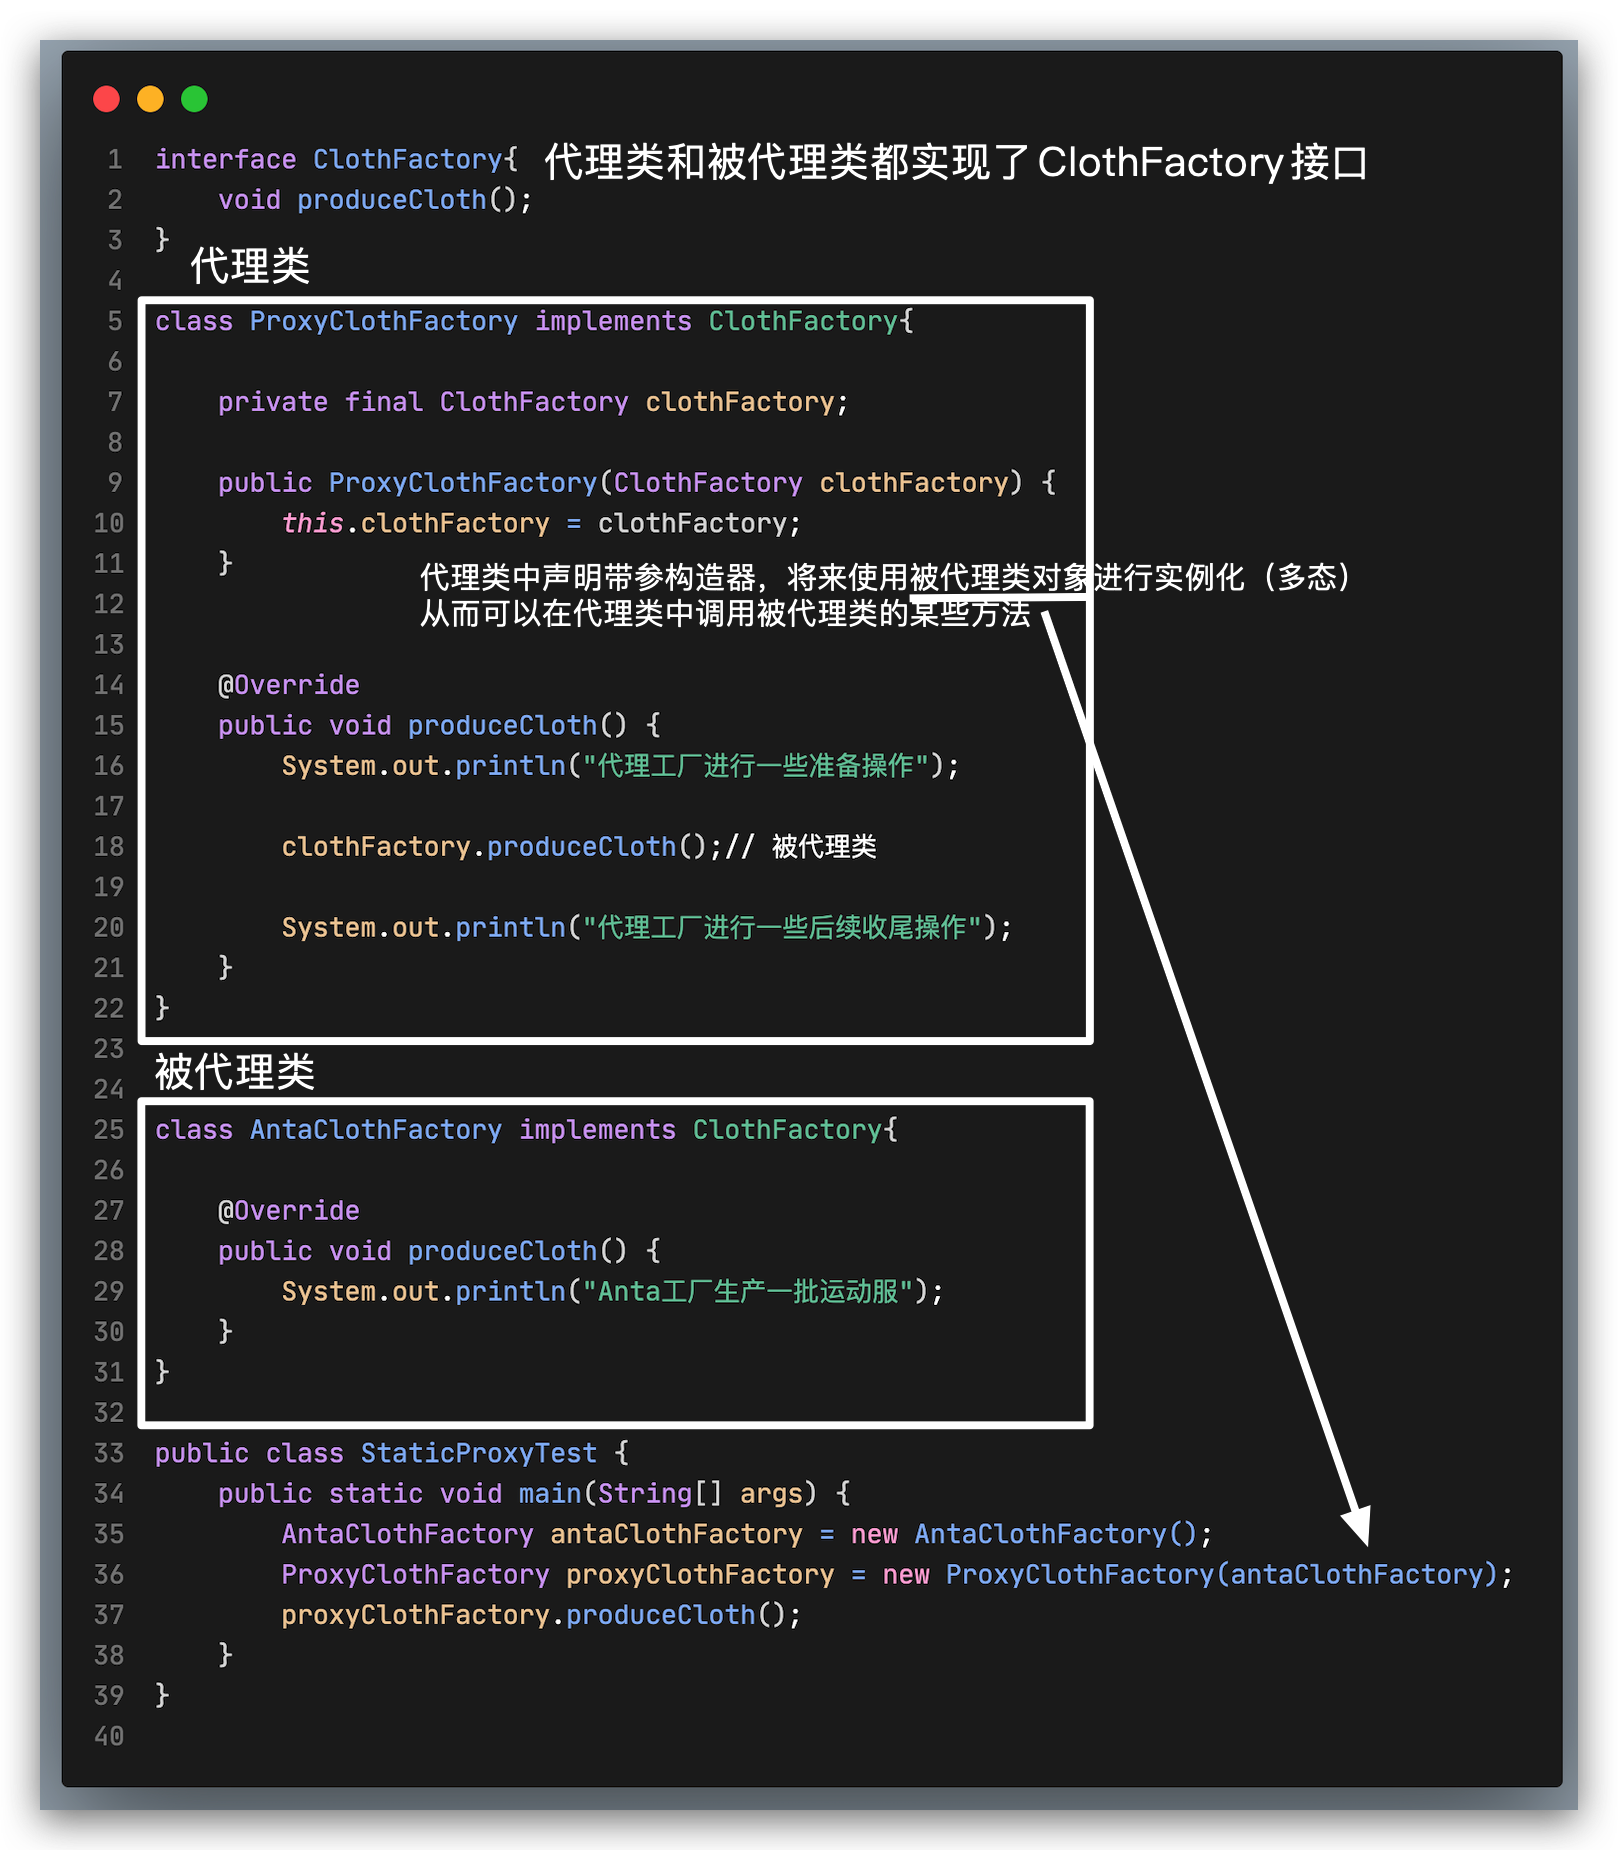 1 interface ClothFactory{ 代理类和被代理类都实现了ClothFactory接口
2     void produceCloth();
3 }
代理类
4
5 class ProxyClothFactory implements ClothFactory{
6
7     private final ClothFactory clothFactory;
8
9     public ProxyClothFactory(ClothFactory clothFactory) {
10         this.clothFactory = clothFactory;
11     }
代理类中声明带参构造器，将来使用被代理类对象进行实例化（多态）
12
从而可以在代理类中调用被代理类的某些方法
13
14     @Override
15     public void produceCloth() {
16         System.out.println("代理工厂进行一些准备操作");
17
18         clothFactory.produceCloth();// 被代理类
19
20         System.out.println("代理工厂进行一些后续收尾操作");
21     }
22 }
23
被代理类
24
25 class AntaClothFactory implements ClothFactory{
26
27     @Override
28     public void produceCloth() {
29         System.out.println("Anta工厂生产一批运动服");
30     }
31 }
32
33 public class StaticProxyTest {
34     public static void main(String[] args) {
35         AntaClothFactory antaClothFactory = new AntaClothFactory();
36         ProxyClothFactory proxyClothFactory = new ProxyClothFactory(antaClothFactory);
37         proxyClothFactory.produceCloth();
38     }
39 }
40